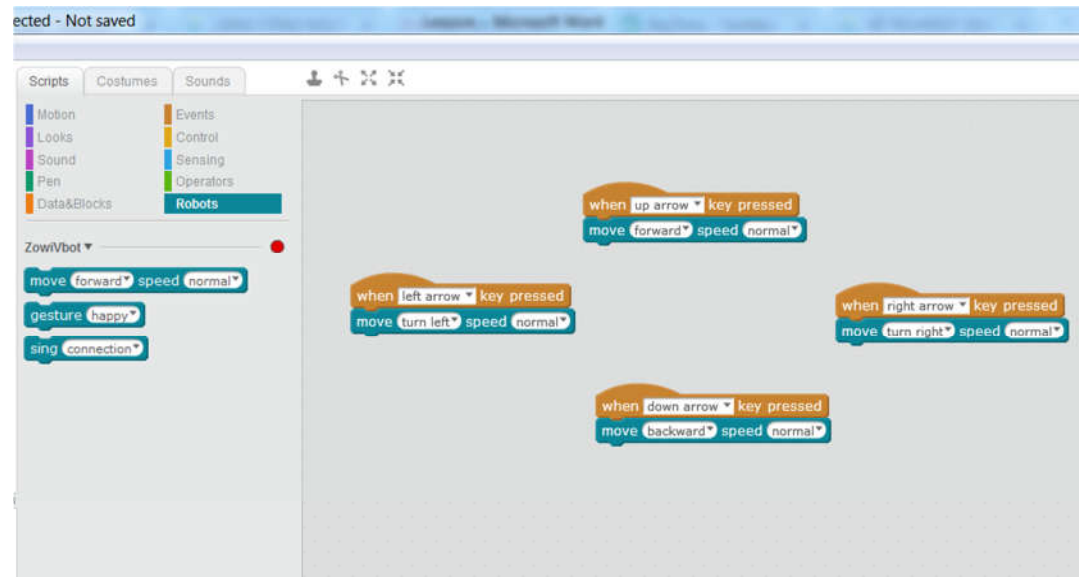 ected - Not saved
Scripts Costumes Sounds
Motion Events
Looks Control
Sound Sensing
Pen Operators
Data&Blocks Robots
ZowiVbot
move forward speed normal
gesture happy
sing connection
when up arrow key pressed
move forward speed normal
when left arrow key pressed
move turn left speed normal
when right arrow key pressed
move turn right speed normal
when down arrow key pressed
move backward speed normal